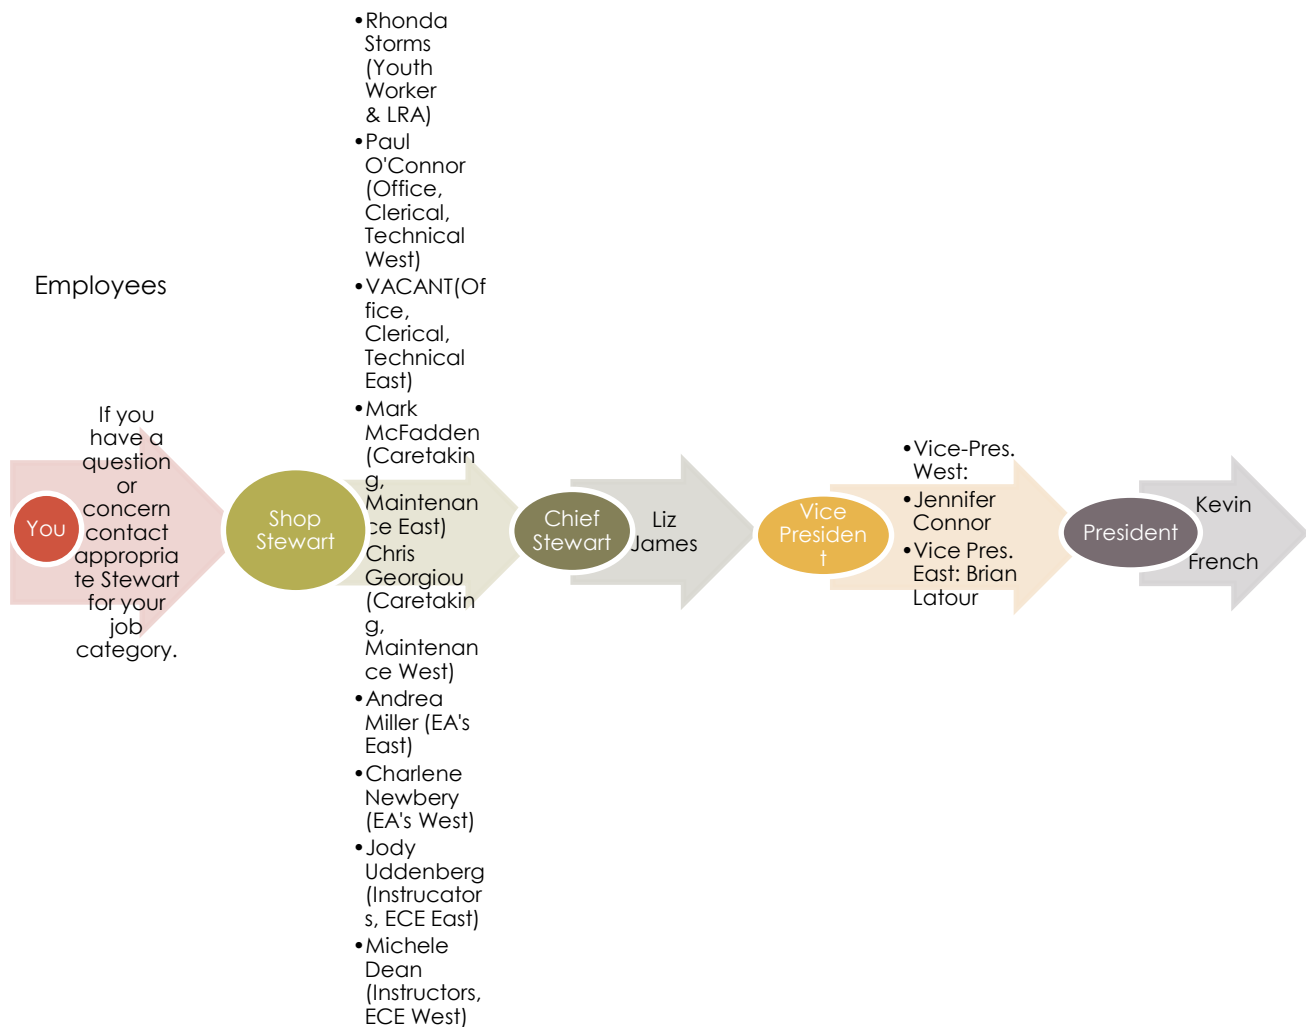 Employees
You
If you
have a
question
or
concern
contact
appropria
te Stewart
for your
job
category.
Shop
Stewart
•Rhonda
Storms
(Youth
Worker
& LRA)
•Paul
O'Connor
(Office,
Clerical,
Technical
West)
•VACANT(Of
fice,
Clerical,
Technical
East)
•Mark
McFadden
(Caretakin
g,
Maintenan
ce East)
•Chris
Georgiou
(Caretakin
g,
Maintenan
ce West)
•Andrea
Miller (EA's
East)
•Charlene
Newbery
(EA's West)
•Jody
Uddenberg
(Instrucator
s, ECE East)
•Michele
Dean
(Instructors,
ECE West)
Chief
Stewart
Liz
James
Vice
Presiden
t
•Vice-Pres.
West:
•Jennifer
Connor
•Vice Pres.
East: Brian
Latour
President
Kevin
French